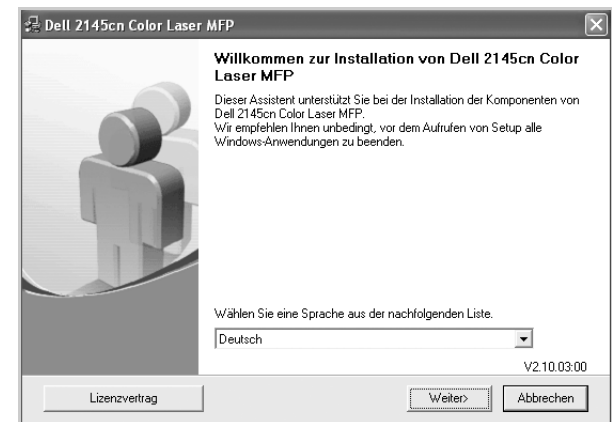 Dell 2145cn Color Laser MFP
Willkommen zur Installation von Dell 2145cn Color
Laser MFP
Dieser Assistent unterstützt Sie bei der Installation der Komponenten von
Dell 2145cn Color Laser MFP.
Wir empfehlen Ihnen unbedingt, vor dem Aufrufen von Setup alle
Windows-Anwendungen zu beenden.
Wählen Sie eine Sprache aus der nachfolgenden Liste.
Deutsch
V2.10.03:00
Lizenzvertrag
Weiter>
Abbrechen